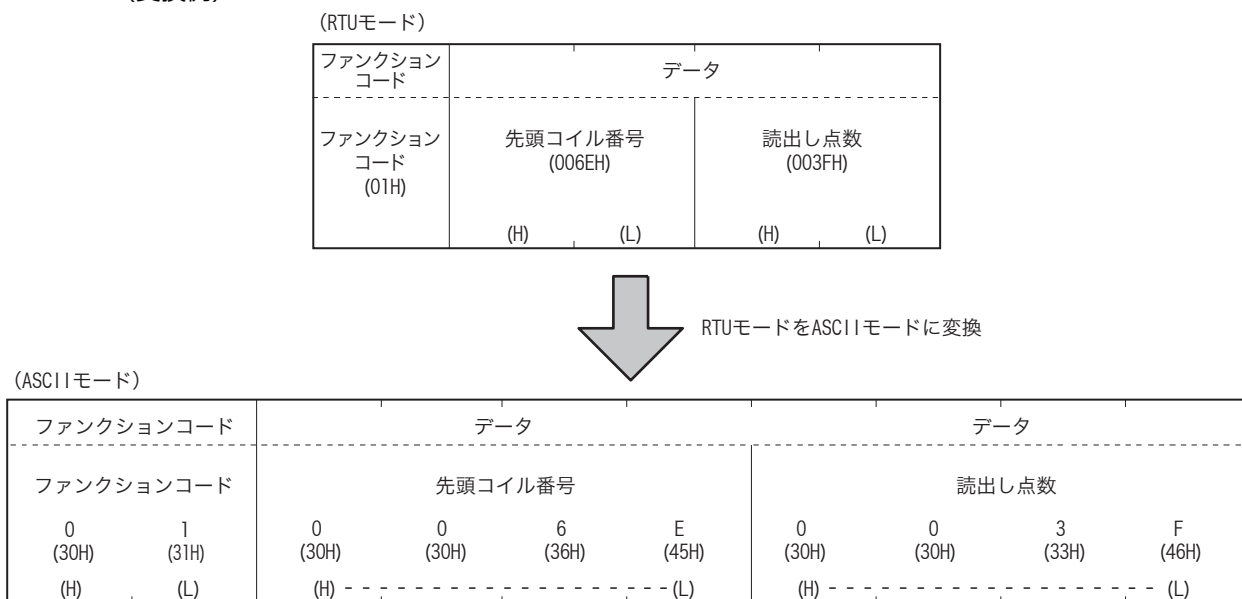 (RTUモード)
ファンクション
コード
データ
ファンクション
コード
(01H)
先頭コイル番号
(006EH)
読出し点数
(003FH)
(H) (L) (H) (L)
RTUモードをASCIIモードに変換
(ASCIIモード)
ファンクションコード データ データ
ファンクションコード 先頭コイル番号 読出し点数
0 1 0 0 6 E 0 0 3 F
(30H) (31H) (30H) (30H) (36H) (45H) (30H) (30H) (33H) (46H)
(H) (L) (H) (L) (H) (L)